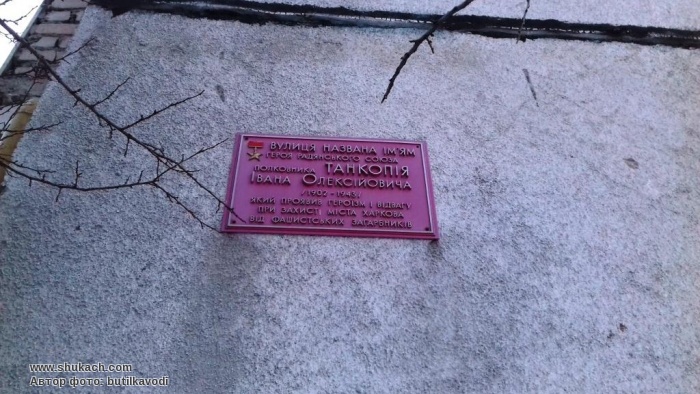 ВУЛИЦЯ НАЗВАНА ІМ'ЯМ
ГЕРОЯ РАДЯНСЬКОГО СОЮЗА
ПОЛКОВНИКА ТАНКОПІЯ
ІВАНА ОЛЕКСІЙОВИЧА
/1902-1943/
ЯКИЙ ПРОЯВИВ ГЕРОЇЗМ І ВІДВАГУ
ПРИ ЗАХИСТІ МІСТА ХАРКОВА
ВІД ФАШИСТСЬКИХ ЗАГАРБНИКІВ
www.shukach.com
Автор фото: butilkavodi